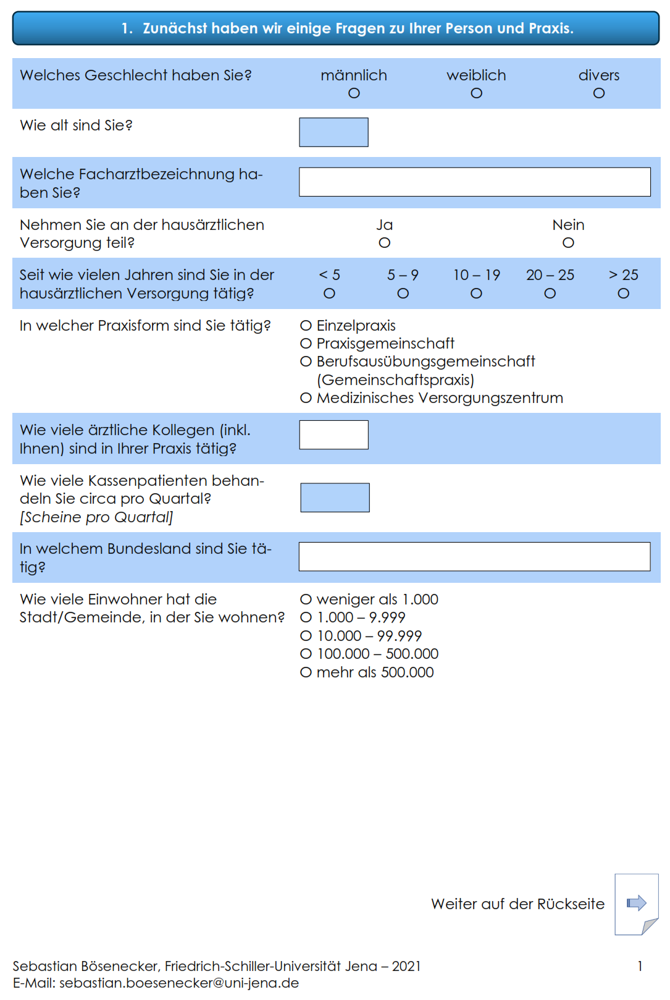 1. Zunächst haben wir einige Fragen zu Ihrer Person und Praxis.
Welches Geschlecht haben Sie?
männlich weiblich divers
O O O
Wie alt sind Sie?
Welche Facharztbezeichnung ha-
ben Sie?
Nehmen Sie an der hausärztlichen
Versorgung teil?
Ja Nein
O O
Seit wie vielen Jahren sind Sie in der
hausärztlichen Versorgung tätig?
< 5 5 – 9 10 – 19 20 – 25 > 25
O O O O O
In welcher Praxisform sind Sie tätig?
O Einzelpraxis
O Praxisgemeinschaft
O Berufsausübungsgemeinschaft
(Gemeinschaftspraxis)
O Medizinisches Versorgungszentrum
Wie viele ärztliche Kollegen (inkl.
Ihnen) sind in Ihrer Praxis tätig?
Wie viele Kassenpatienten behan-
deln Sie circa pro Quartal?
[Scheine pro Quartal]
In welchem Bundesland sind Sie tä-
tig?
Wie viele Einwohner hat die
Stadt/Gemeinde, in der Sie wohnen?
O weniger als 1.000
O 1.000 – 9.999
O 10.000 – 99.999
O 100.000 – 500.000
O mehr als 500.000
Weiter auf der Rückseite
Sebastian Bösenecker, Friedrich-Schiller-Universität Jena – 2021 1
E-Mail: sebastian.boesenecker@uni-jena.de